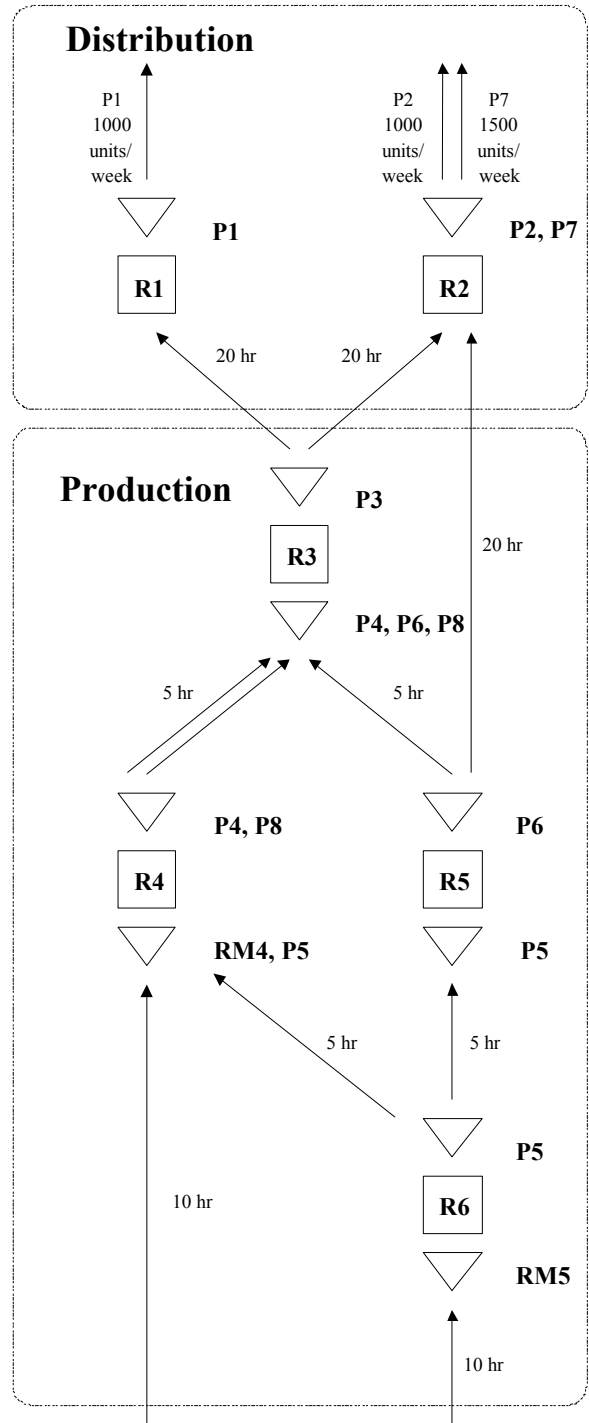 Distribution
P1
1000
units/
week
P2
1000
units/
week
P7
1500
units/
week
P1
P2, P7
R1
R2
20 hr
20 hr
Production
P3
R3
20 hr
P4, P6, P8
5 hr
5 hr
P4, P8
P6
R4
R5
RM4, P5
P5
5 hr
5 hr
P5
10 hr
R6
RM5
10 hr